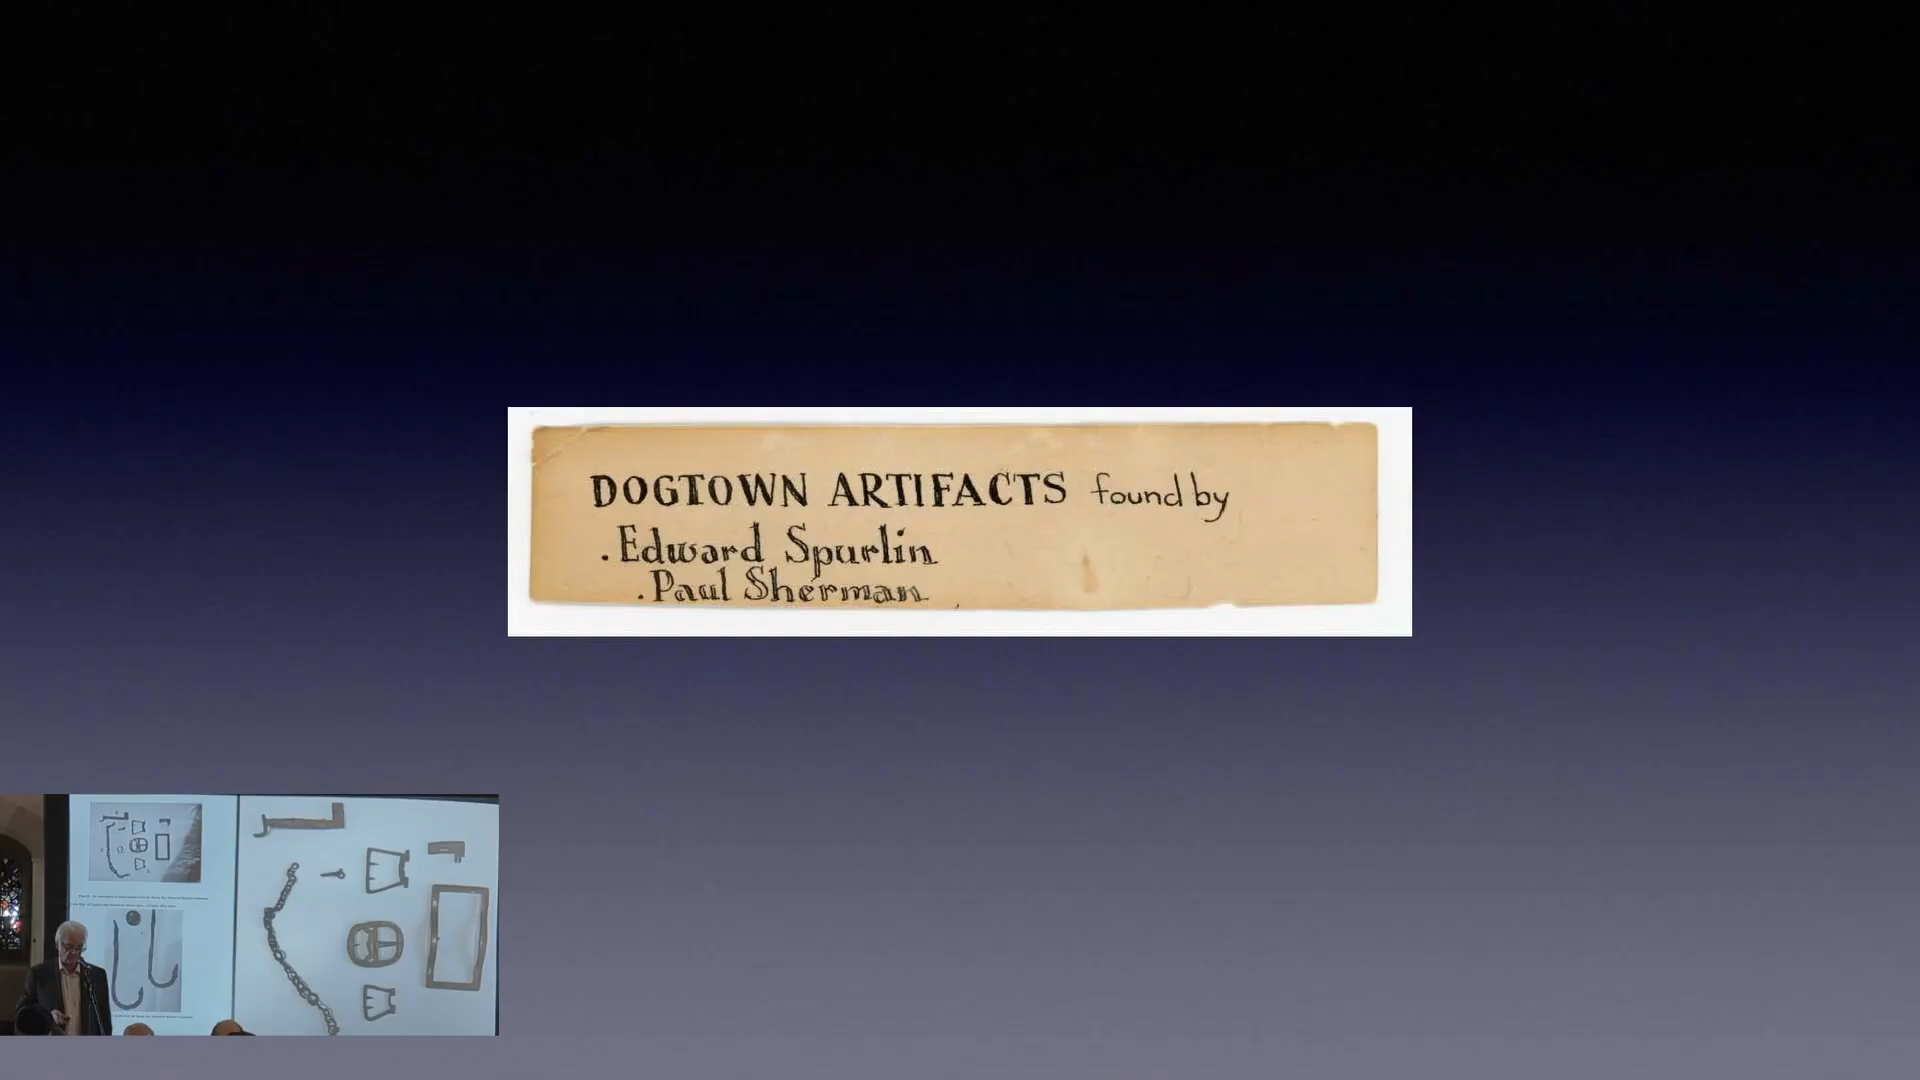 DOGTOWN ARTIFACTS found by
. Edward Spurlin
. Paul Sherman